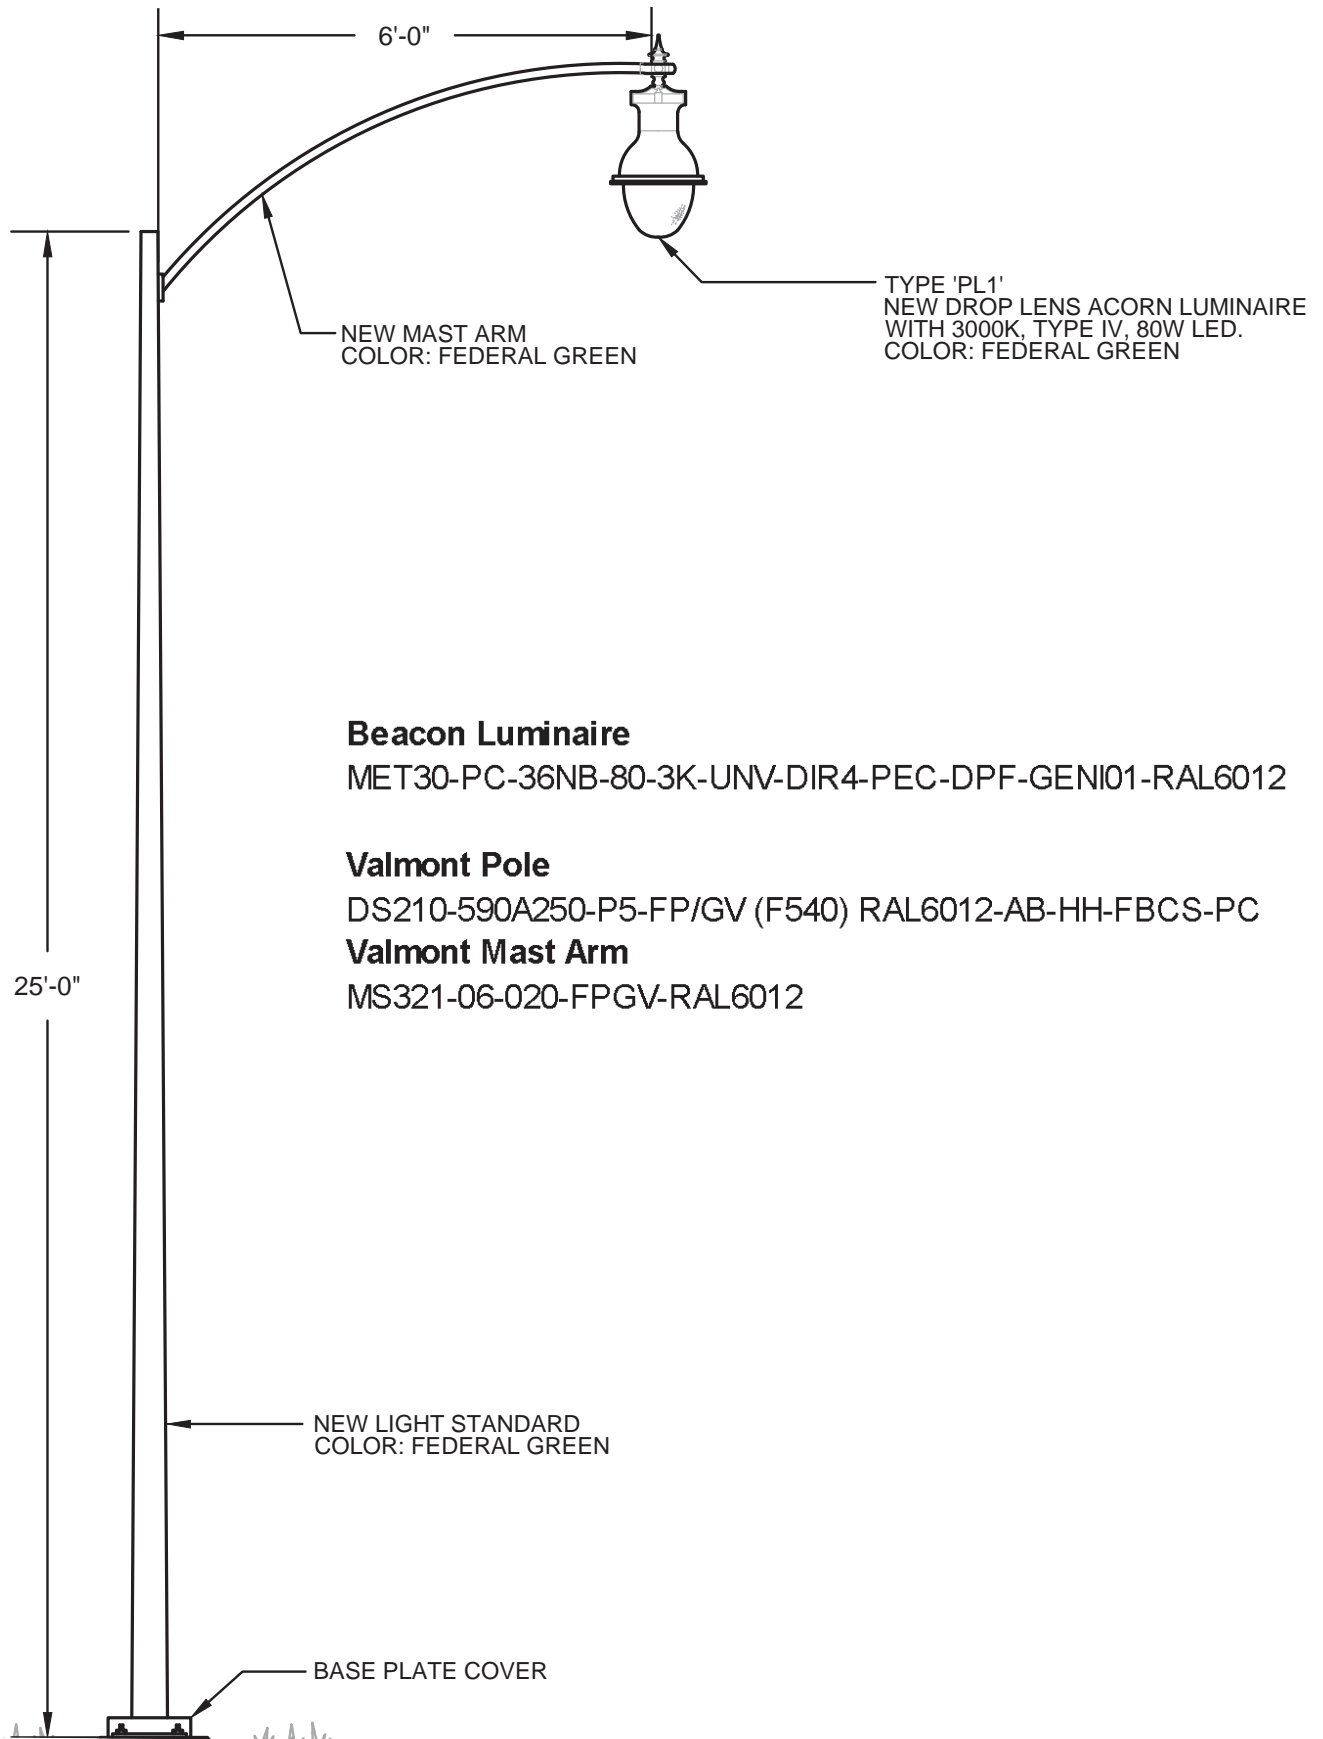 6'-0"
TYPE 'PL1'
NEW DROP LENS ACORN LUMINAIRE
WITH 3000K, TYPE IV, 80W LED.
COLOR: FEDERAL GREEN
NEW MAST ARM
COLOR: FEDERAL GREEN
Beacon Luminaire
MET30-PC-36NB-80-3K-UNV-DIR4-PEC-DPF-GENI01-RAL6012
Valmont Pole
DS210-590A250-P5-FP/GV (F540) RAL6012-AB-HH-FBCS-PC
Valmont Mast Arm
MS321-06-020-FPGV-RAL6012
25'-0"
NEW LIGHT STANDARD
COLOR: FEDERAL GREEN
BASE PLATE COVER